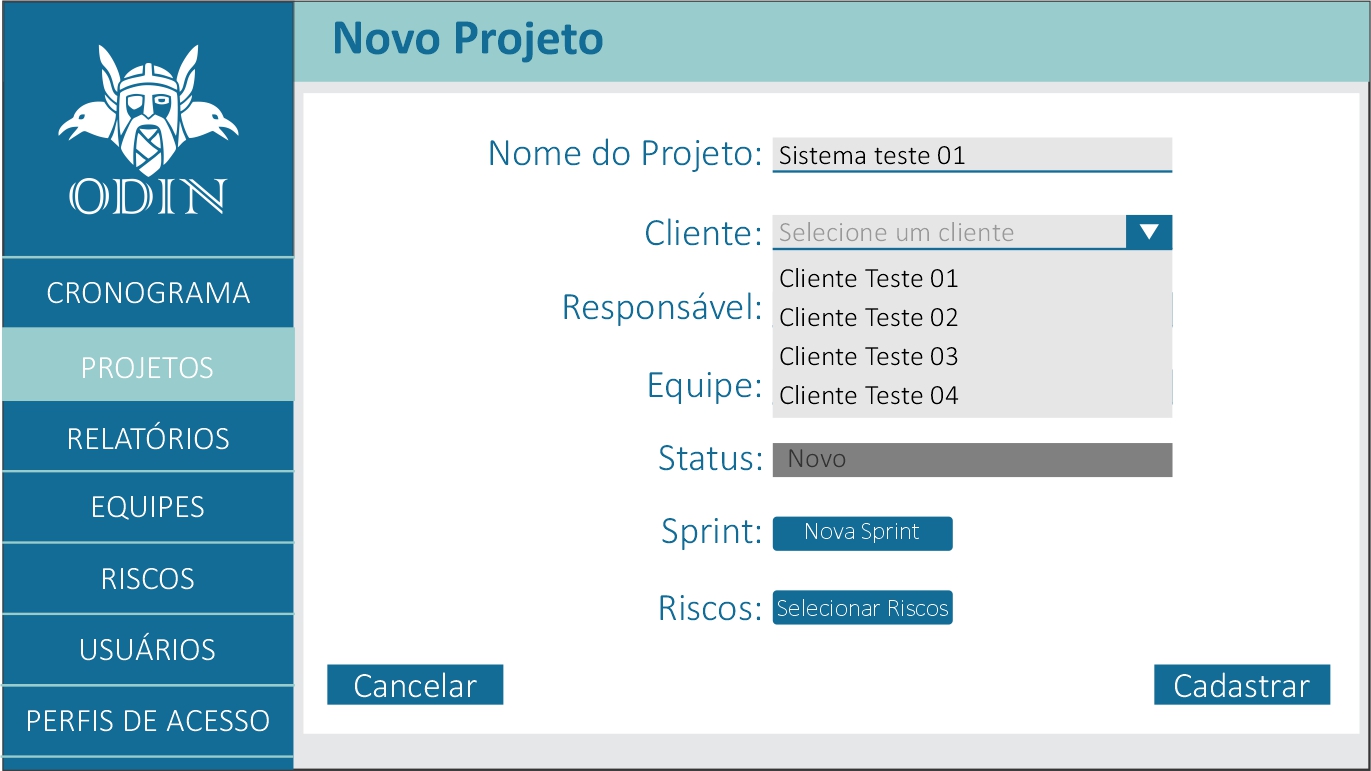 ODIN
CRONOGRAMA
PROJETOS
RELATÓRIOS
EQUIPES
RISCOS
USUÁRIOS
PERFIS DE ACESSO
Novo Projeto
Nome do Projeto: Sistema teste 01
Cliente: Selecione um cliente
Cliente Teste 01
Responsável:
Cliente Teste 02
Cliente Teste 03
Equipe:
Cliente Teste 04
Status: Novo
Sprint: Nova Sprint
Riscos: Selecionar Riscos
Cancelar
Cadastrar